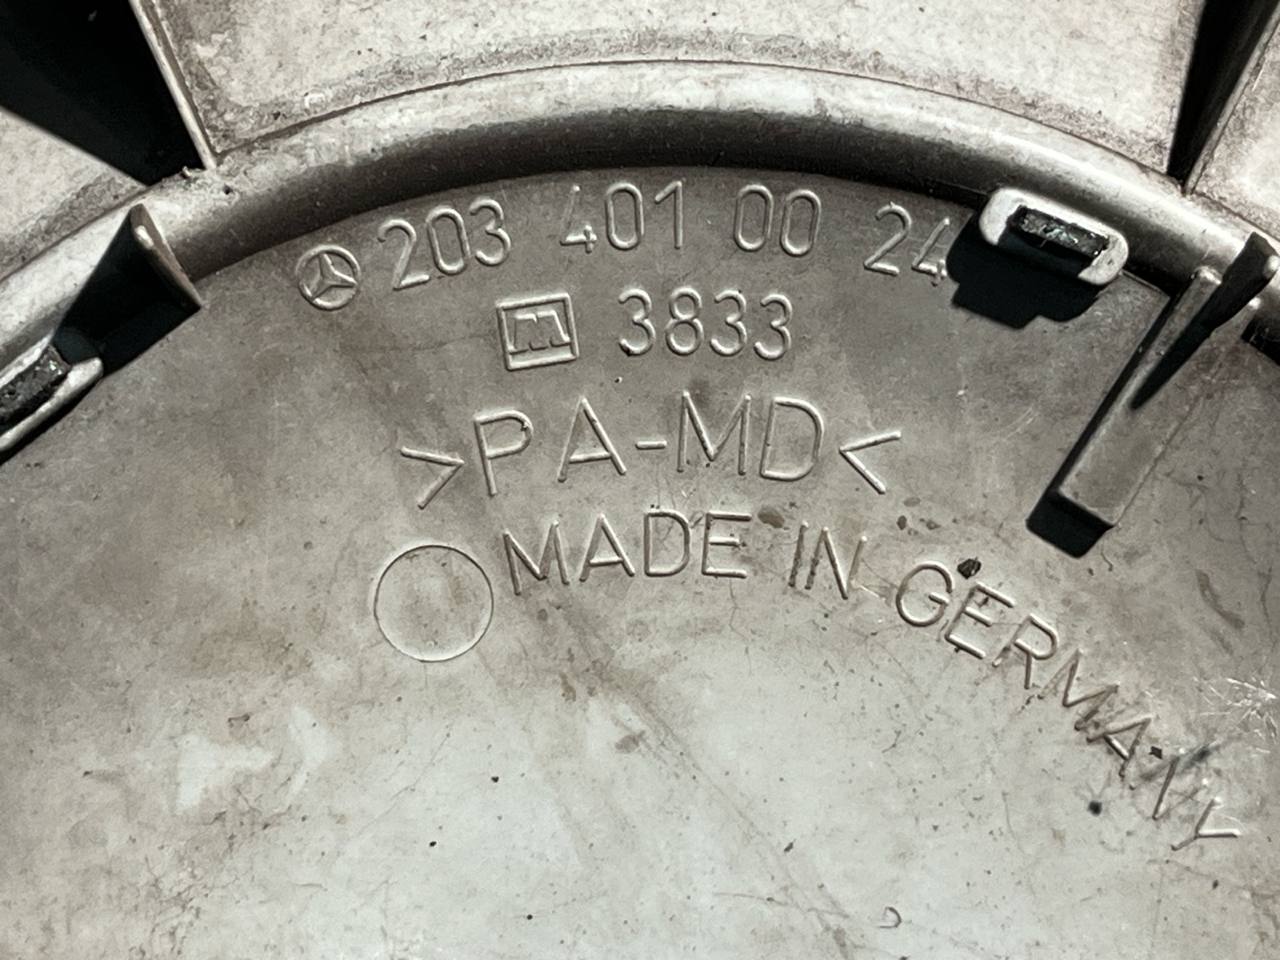 203 401 00 24
M 3833
>PA-MD<
MADE IN GERMANY